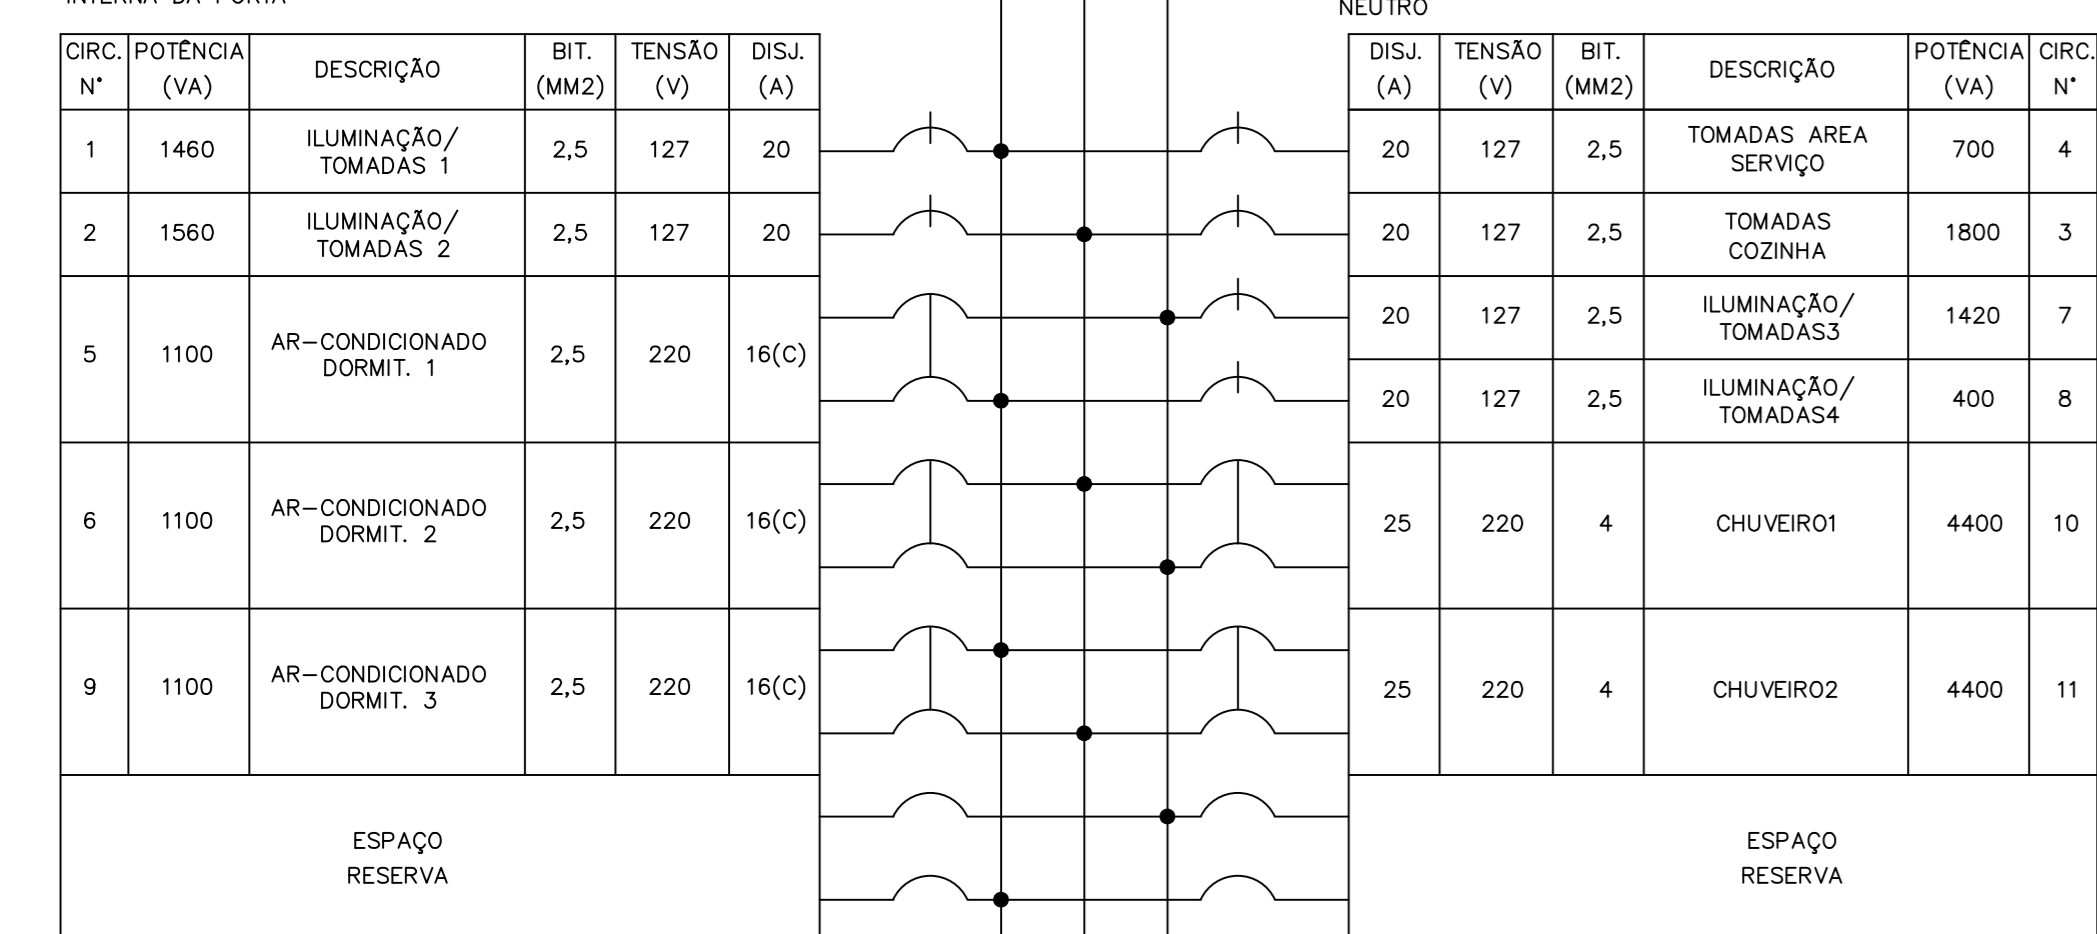 INTERNA DA PORTA
NEUTRO
CIRC. N° POTÊNCIA (VA) DESCRIÇÃO BIT. (MM2) TENSÃO (V) DISJ. (A)
1 1460 ILUMINAÇÃO/ TOMADAS 1 2,5 127 20
2 1560 ILUMINAÇÃO/ TOMADAS 2 2,5 127 20
5 1100 AR-CONDICIONADO DORMIT. 1 2,5 220 16(C)
6 1100 AR-CONDICIONADO DORMIT. 2 2,5 220 16(C)
9 1100 AR-CONDICIONADO DORMIT. 3 2,5 220 16(C)
ESPAÇO
RESERVA
DISJ. (A) TENSÃO (V) BIT. (MM2) DESCRIÇÃO POTÊNCIA (VA) CIRC. N°
20 127 2,5 TOMADAS AREA SERVIÇO 700 4
20 127 2,5 TOMADAS COZINHA 1800 3
20 127 2,5 ILUMINAÇÃO/ TOMADAS3 1420 7
20 127 2,5 ILUMINAÇÃO/ TOMADAS4 400 8
25 220 4 CHUVEIRO1 4400 10
25 220 4 CHUVEIRO2 4400 11
ESPAÇO
RESERVA